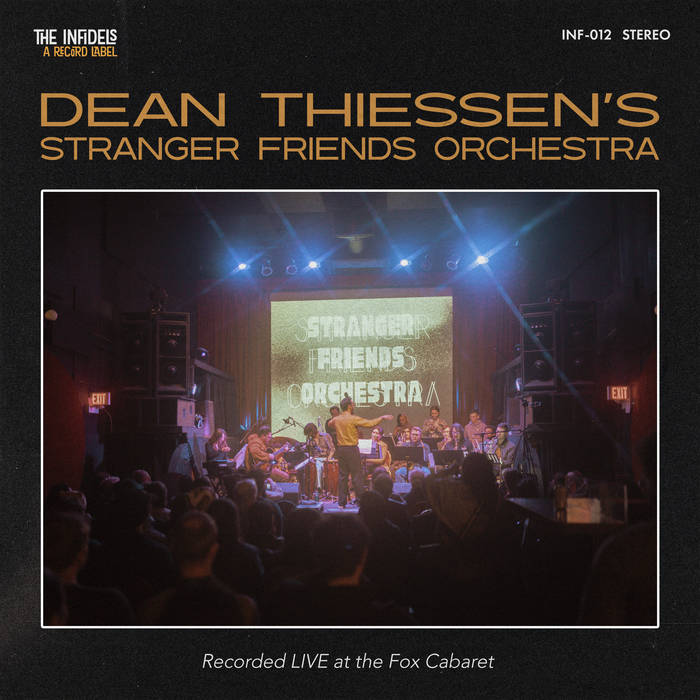 THE INFIDELS
A RECORD LABEL
INF-012 STEREO
DEAN THIESSEN'S
STRANGER FRIENDS ORCHESTRA
STRANGER
FRIENDS
ORCHESTRA
EXIT
EXIT
Recorded LIVE at the Fox Cabaret